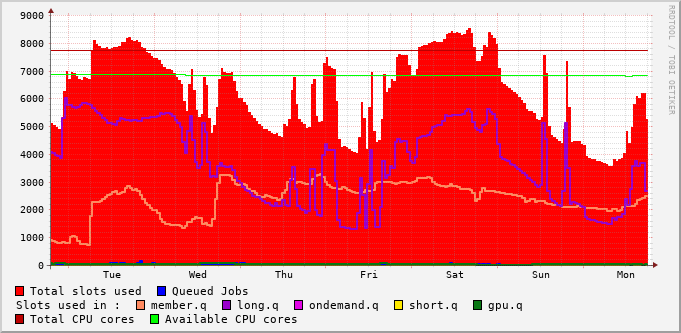 9000
8000
7000
6000
5000
4000
3000
2000
1000
0
Tue Wed Thu Fri Sat Sun Mon
RRDTOOL / TOBI OETIKER
Total slots used Queued Jobs
Slots used in : member.q long.q ondemand.q short.q gpu.q
Total CPU cores Available CPU cores